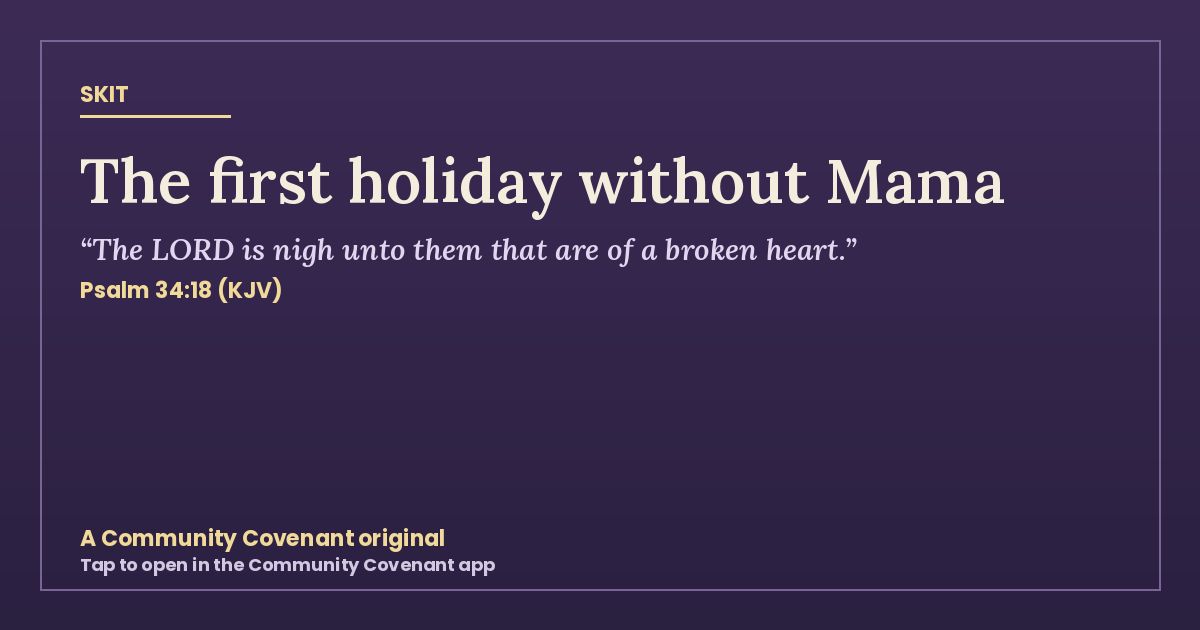 SKIT
The first holiday without Mama
“The LORD is nigh unto them that are of a broken heart.”
Psalm 34:18 (KJV)
A Community Covenant original
Tap to open in the Community Covenant app